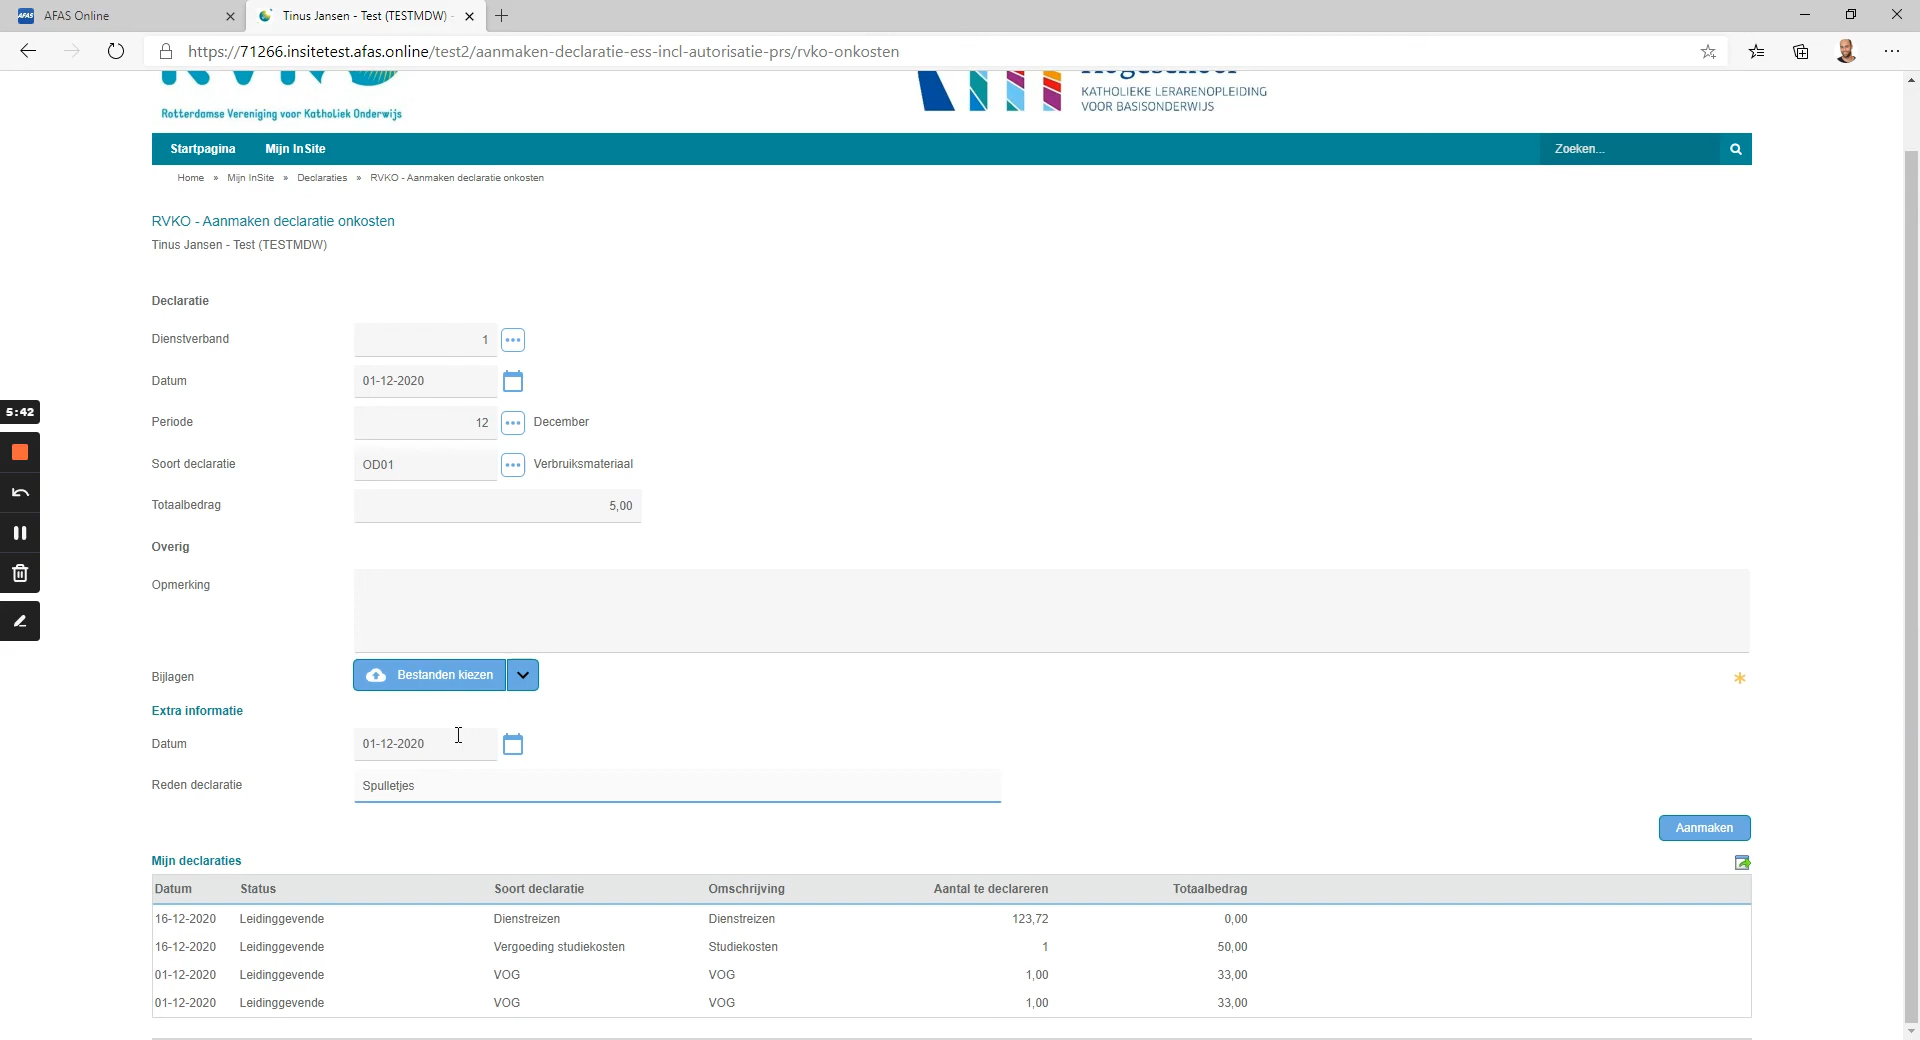 AFAS Online
Tinus Jansen - Test (TESTMDW) -
https://71266.insitetest.afas.online/test2/aanmaken-declaratie-ess-incl-autorisatie-prs/rvko-onkosten
Rotterdamse Vereniging voor Katholiek Onderwijs
KATHOLIEKE LERARENOPLEIDING
VOOR BASISONDERWIJS
Startpagina Mijn InSite Zoeken...
Home » Mijn InSite » Declaraties » RVKO - Aanmaken declaratie onkosten
RVKO - Aanmaken declaratie onkosten
Tinus Jansen - Test (TESTMDW)
Declaratie
Dienstverband 1
Datum 01-12-2020
5:42
Periode 12 December
Soort declaratie OD01 Verbruiksmateriaal
Totaalbedrag 5,00
Overig
Opmerking
Bijlagen Bestanden kiezen *
Extra informatie
Datum 01-12-2020
Reden declaratie Spulletjes
Aanmaken
Mijn declaraties
Datum Status Soort declaratie Omschrijving Aantal te declareren Totaalbedrag
16-12-2020 Leidinggevende Dienstreizen Dienstreizen 123,72 0,00
16-12-2020 Leidinggevende Vergoeding studiekosten Studiekosten 1 50,00
01-12-2020 Leidinggevende VOG VOG 1,00 33,00
01-12-2020 Leidinggevende VOG VOG 1,00 33,00